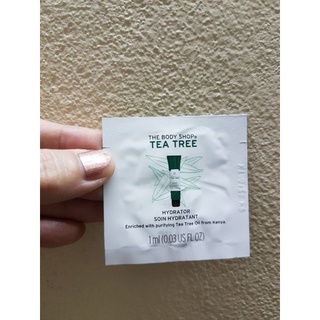 THE BODY SHOP®
TEA TREE
HYDRATOR
SOIN HYDRATANT
Enriched with purifying Tea Tree Oil from Kenya.
1 ml (0.03 US FL OZ)